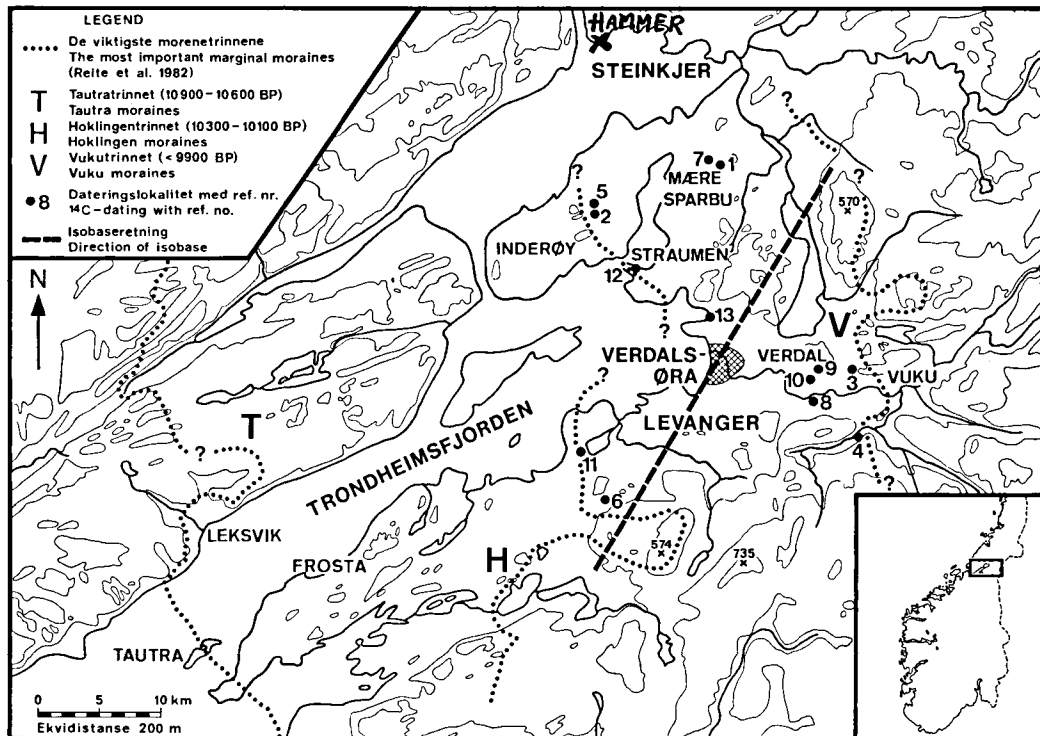 LEGEND
De viktigste morenetrinnene
The most important marginal moraines
(Reite et al. 1982)
T Tautratrinnet (10900–10600 BP)
Tautra moraines
H Hoklingentrinnet (10300–10100 BP)
Hoklingen moraines
V Vukutrinnet (<9900 BP)
Vuku moraines
8 Dateringslokalitet med ref. nr.
14C–dating with ref. no.
Isobaseretning
Direction of isobase
N
HAMMER
STEINKJER
7 1
MÆRE
SPARBU
?
?
570
?
5
2
INDERØY
STRAUMEN
12
13
?
V
VERDALS-
ØRA
VERDAL
9
10
3
VUKU
8
LEVANGER
4
?
?
T
?
TRONDHEIMSFJORDEN
11
6
LEKSVIK
FROSTA
H
574
735
TAUTRA
0 5 10 km
Ekvidistanse 200 m